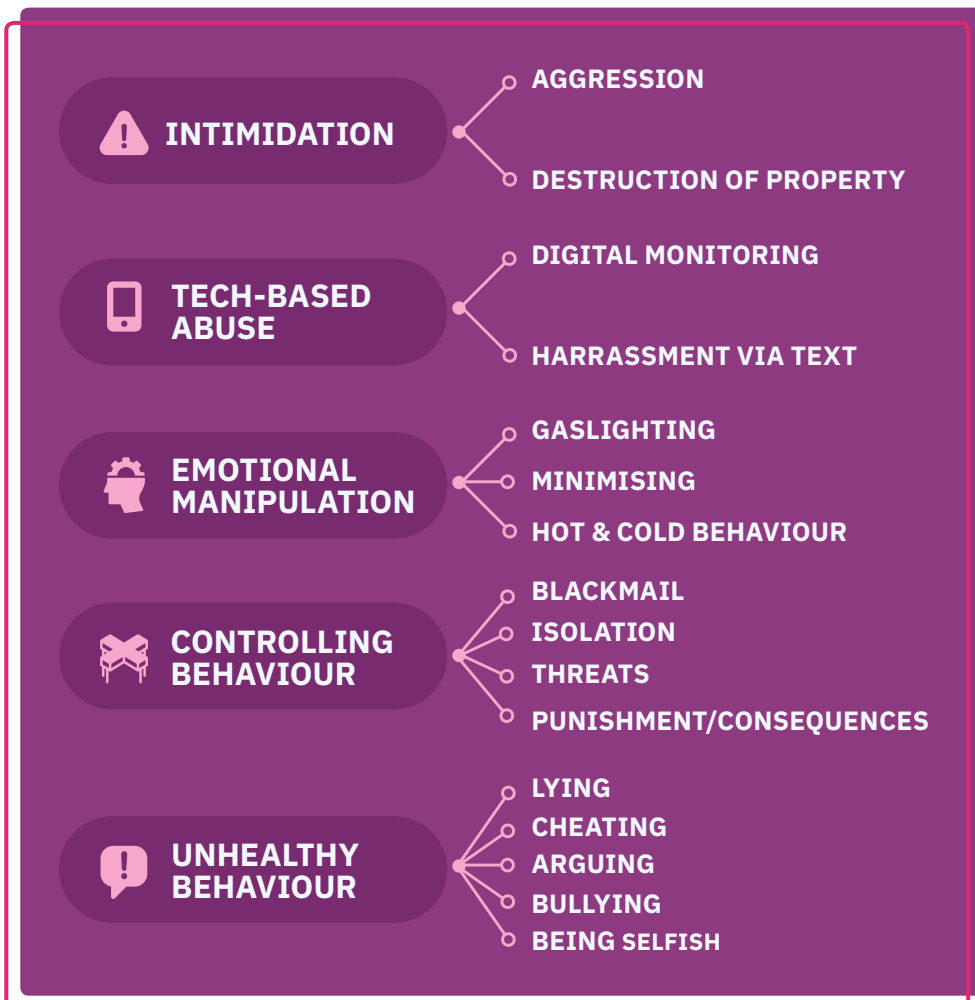 INTIMIDATION
AGGRESSION
DESTRUCTION OF PROPERTY
TECH-BASED
ABUSE
DIGITAL MONITORING
HARRASSMENT VIA TEXT
EMOTIONAL
MANIPULATION
GASLIGHTING
MINIMISING
HOT & COLD BEHAVIOUR
CONTROLLING
BEHAVIOUR
BLACKMAIL
ISOLATION
THREATS
PUNISHMENT/CONSEQUENCES
UNHEALTHY
BEHAVIOUR
LYING
CHEATING
ARGUING
BULLYING
BEING SELFISH